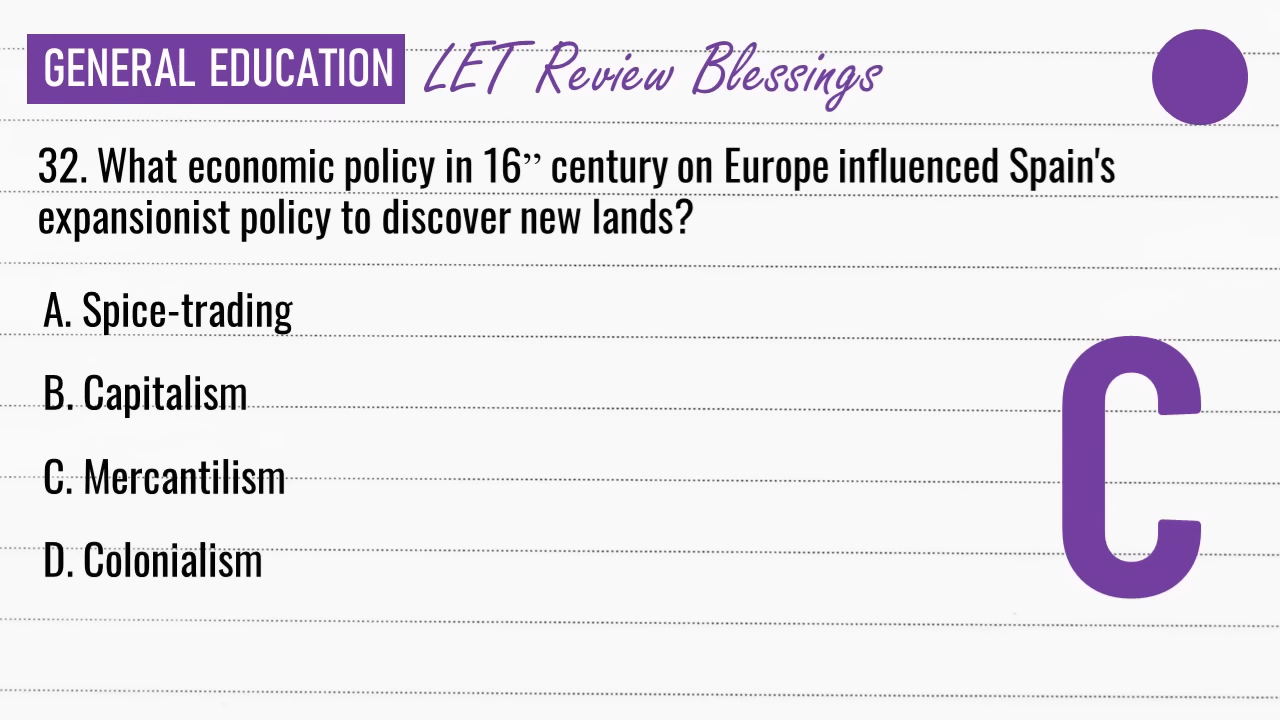 GENERAL EDUCATION LET Review Blessings
32. What economic policy in 16” century on Europe influenced Spain's
expansionist policy to discover new lands?
A. Spice-trading
B. Capitalism
C. Mercantilism
D. Colonialism
C